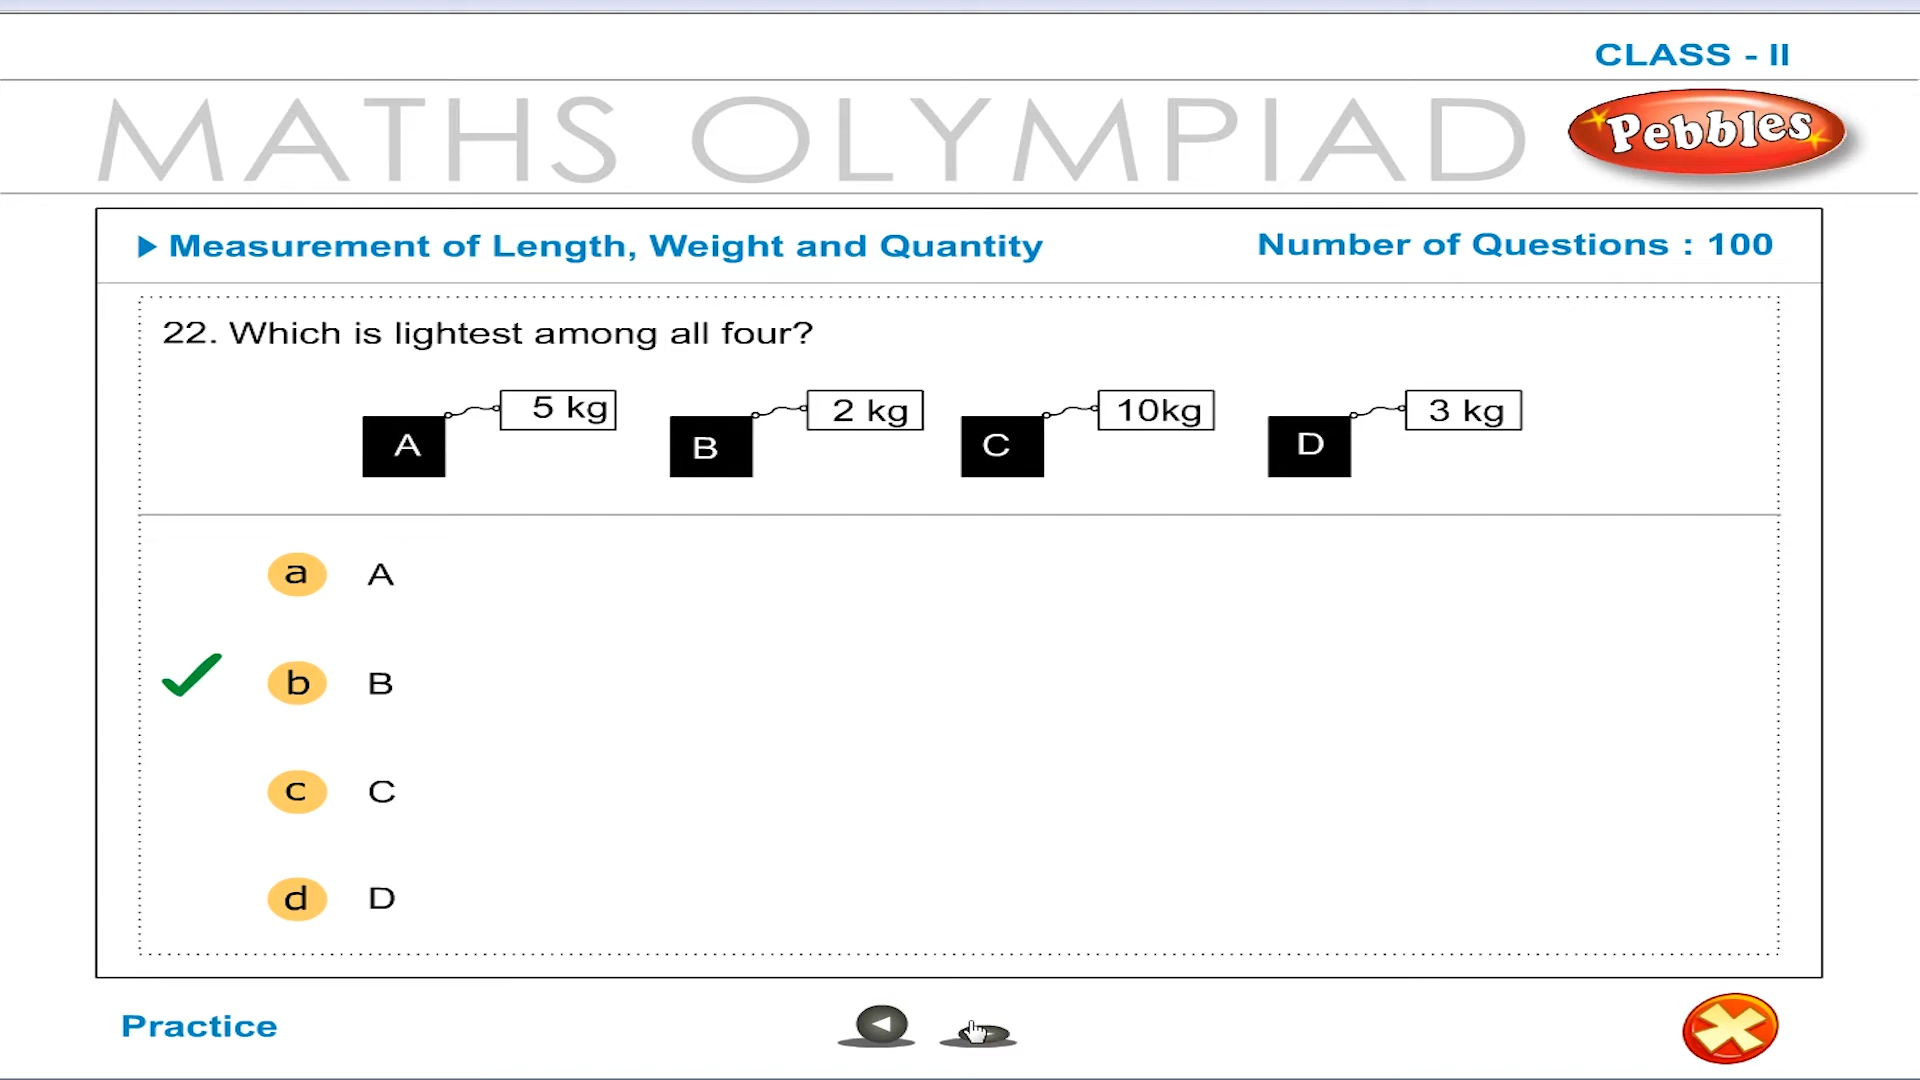 CLASS - II
MATHS OLYMPIAD
Pebbles
Measurement of Length, Weight and Quantity
Number of Questions : 100
22. Which is lightest among all four?
A 5 kg B 2 kg C 10kg D 3 kg
a A
b B
c C
d D
Practice